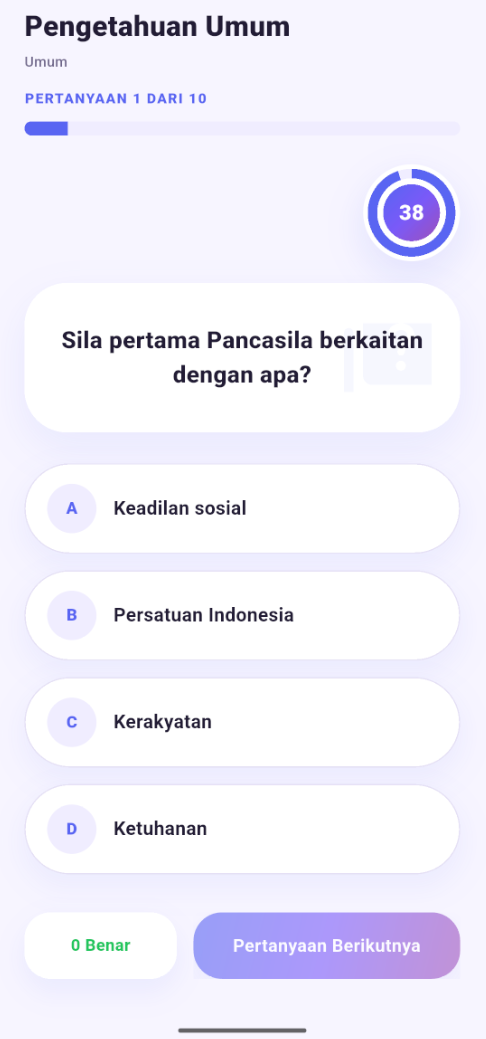 Pengetahuan Umum
Umum
PERTANYAAN 1 DARI 10
38
Sila pertama Pancasila berkaitan
dengan apa?
A Keadilan sosial
B Persatuan Indonesia
C Kerakyatan
D Ketuhanan
0 Benar Pertanyaan Berikutnya